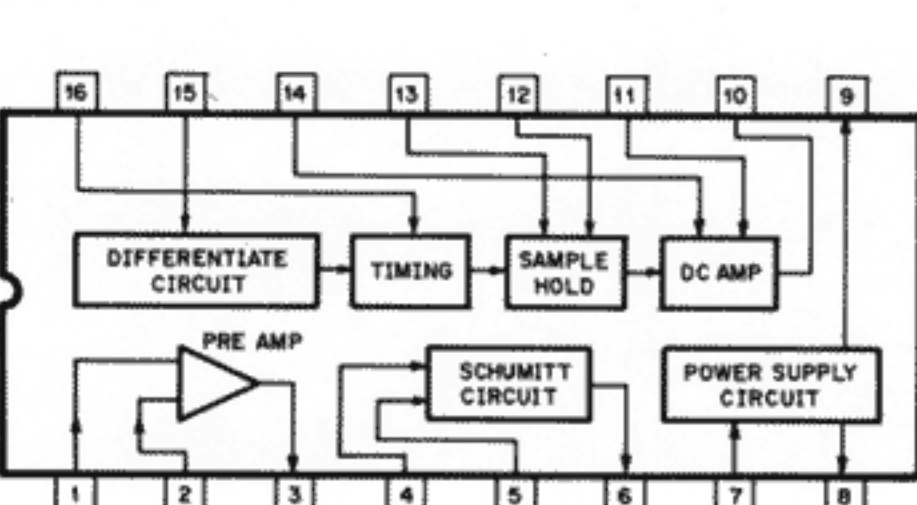 16 15 14 13 12 11 10 9
DIFFERENTIATE
CIRCUIT
TIMING
SAMPLE
HOLD
DC AMP
PRE AMP
SCHUMITT
CIRCUIT
POWER SUPPLY
CIRCUIT
1 2 3 4 5 6 7 8